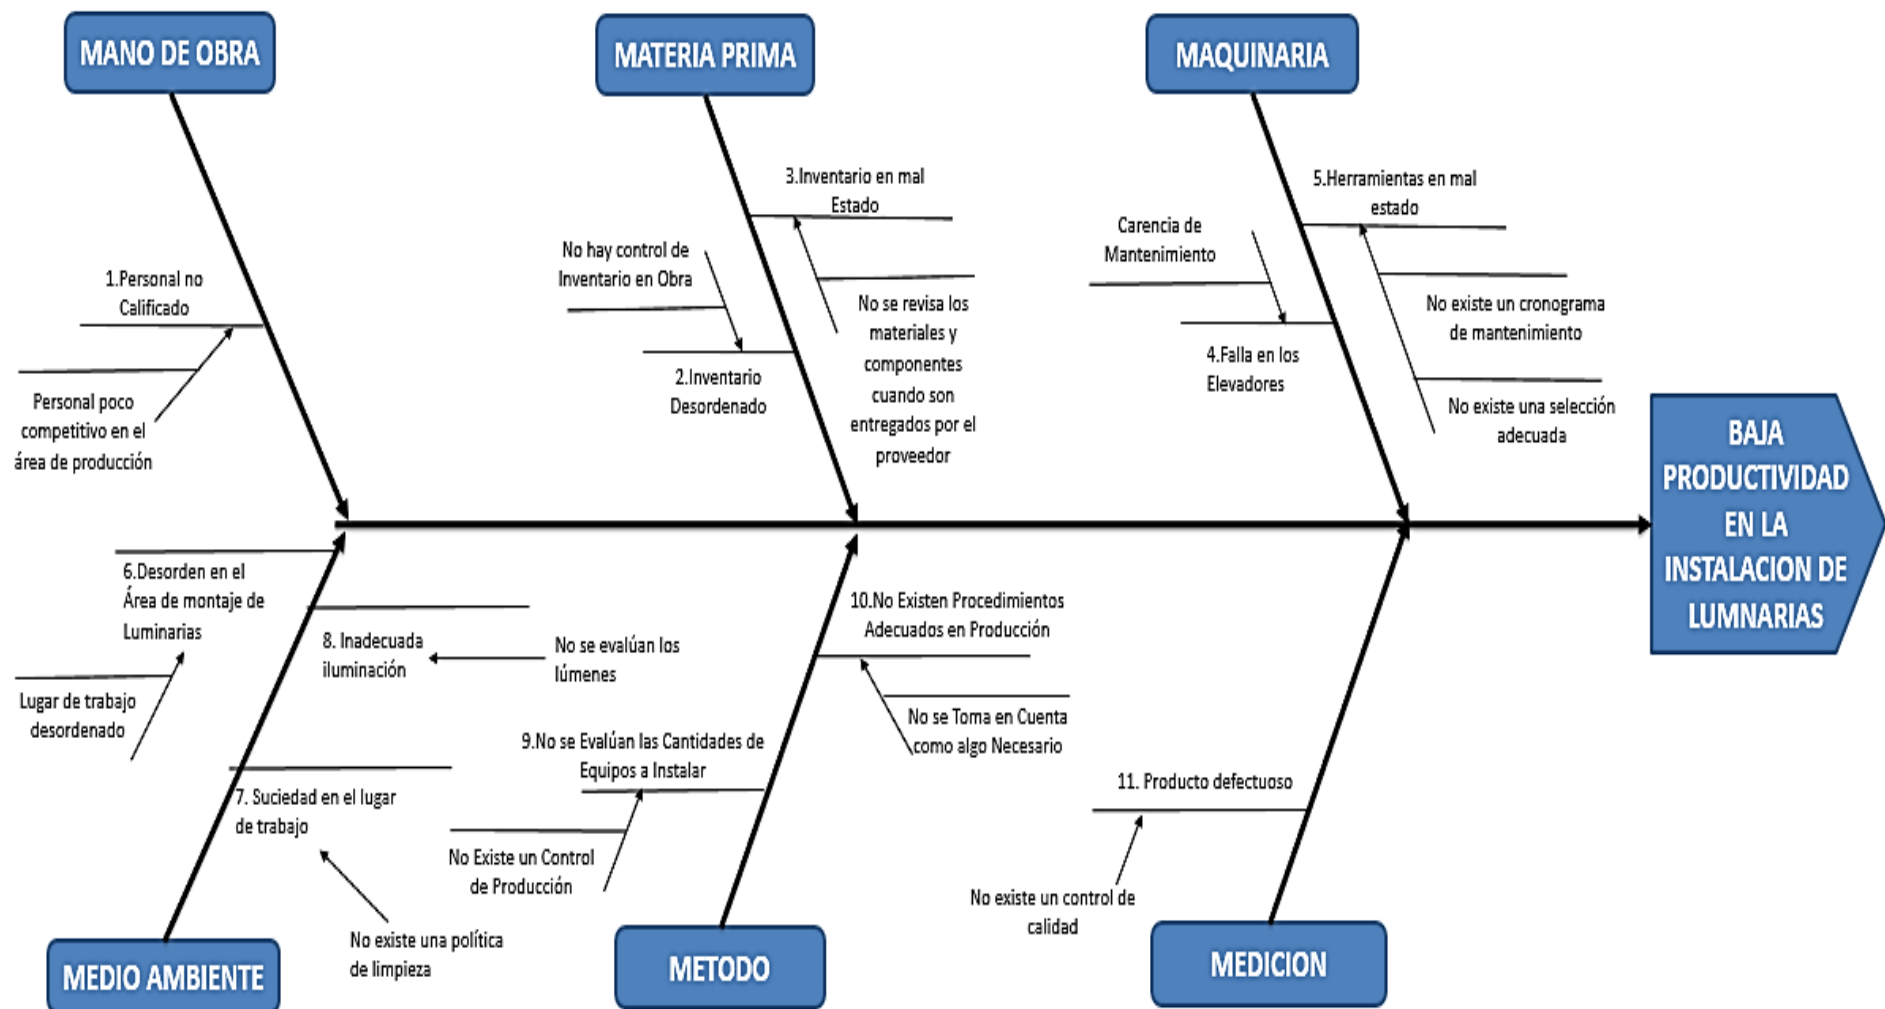 MANO DE OBRA
MATERIA PRIMA
MAQUINARIA
1.Personal no
Calificado
Personal poco
competitivo en el
área de producción
No hay control de
Inventario en Obra
2.Inventario
Desordenado
3.Inventario en mal
Estado
No se revisa los
materiales y
componentes
cuando son
entregados por el
proveedor
Carencia de
Mantenimiento
4.Falla en los
Elevadores
5.Herramientas en mal
estado
No existe un cronograma
de mantenimiento
No existe una selección
adecuada
BAJA
PRODUCTIVIDAD
EN LA
INSTALACION DE
LUMNARIAS
6.Desorden en el
Área de montaje de
Luminarias
Lugar de trabajo
desordenado
8. Inadecuada
iluminación
No se evalúan los
lúmenes
7. Suciedad en el lugar
de trabajo
No existe una política
de limpieza
9.No se Evalúan las Cantidades de
Equipos a Instalar
No Existe un Control
de Producción
10.No Existen Procedimientos
Adecuados en Producción
No se Toma en Cuenta
como algo Necesario
11. Producto defectuoso
No existe un control de
calidad
MEDIO AMBIENTE
METODO
MEDICION